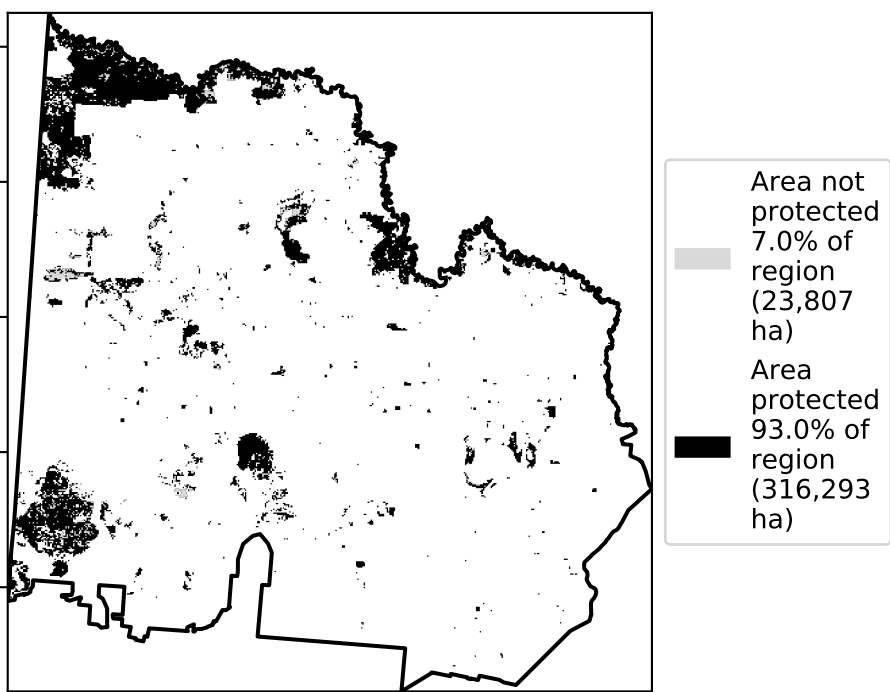 Area not
protected
7.0% of
region
(23,807
ha)
Area
protected
93.0% of
region
(316,293
ha)